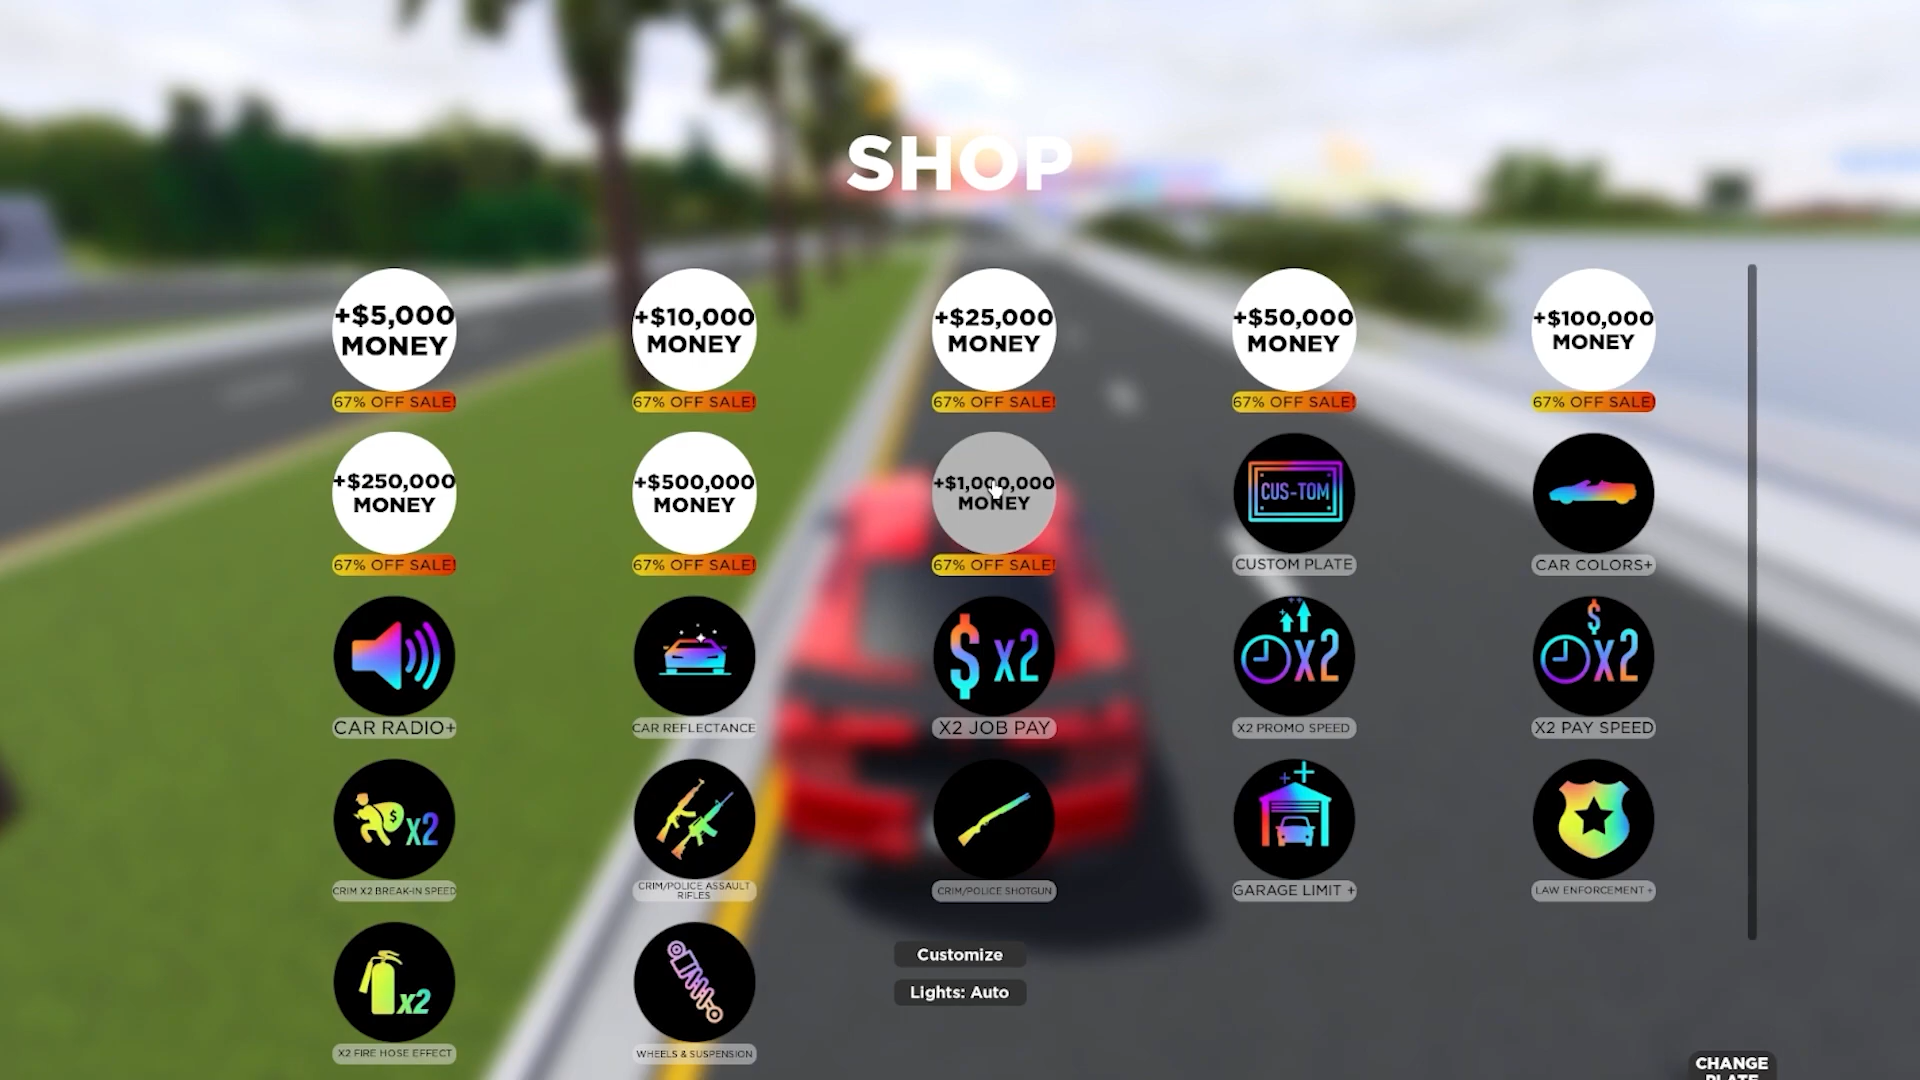 SHOP
+$5,000
MONEY
67% OFF SALE!
+$10,000
MONEY
67% OFF SALE!
+$25,000
MONEY
67% OFF SALE!
+$50,000
MONEY
67% OFF SALE!
+$100,000
MONEY
67% OFF SALE!
+$250,000
MONEY
67% OFF SALE!
+$500,000
MONEY
67% OFF SALE!
+$1,000,000
MONEY
67% OFF SALE!
CUS-TOM
CUSTOM PLATE
CAR COLORS+
CAR RADIO+
CAR REFLECTANCE
$ x2
X2 JOB PAY
x2
X2 PROMO SPEED
$
x2
X2 PAY SPEED
$ x2
CRIM X2 BREAK-IN SPEED
CRIM/POLICE ASSAULT
RIFLES
CRIM/POLICE SHOTGUN
GARAGE LIMIT +
LAW ENFORCEMENT +
x2
X2 FIRE HOSE EFFECT
WHEELS & SUSPENSION
Customize
Lights: Auto
CHANGE
PLATE